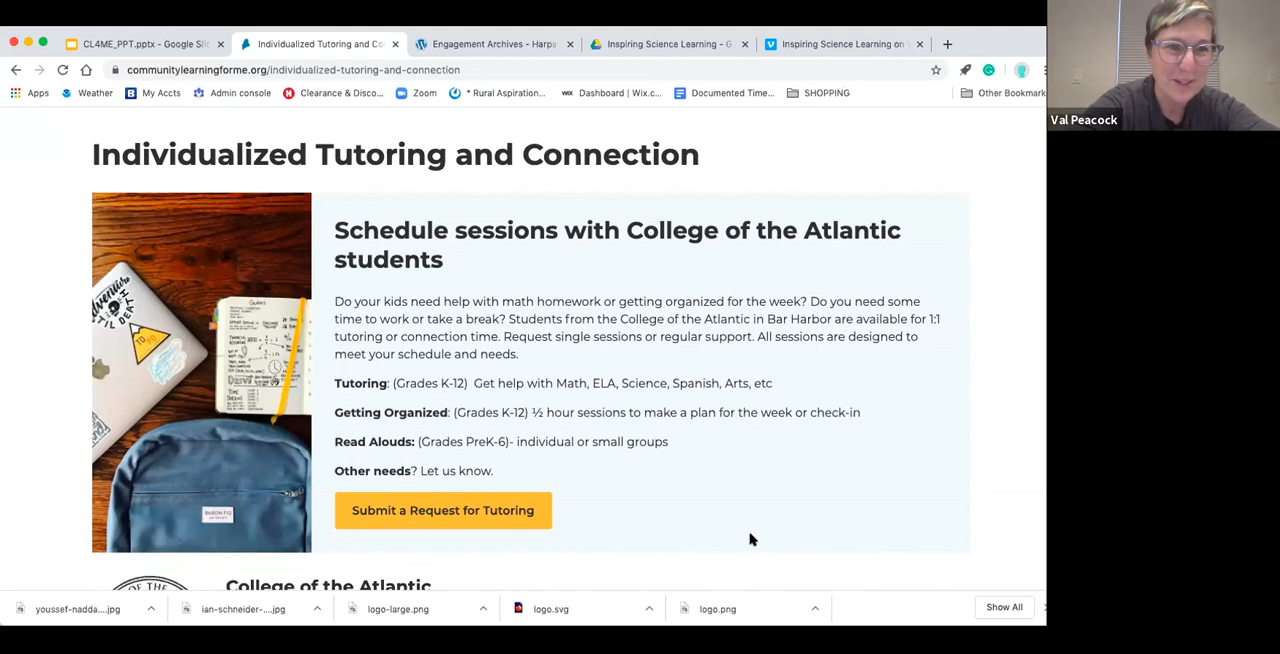 CL4ME_PPT.pptx - Google Slic
Individualized Tutoring and Co
Engagement Archives - Harps
Inspiring Science Learning - G
Inspiring Science Learning on
communitylearningforme.org/individualized-tutoring-and-connection
Apps Weather My Accts Admin console Clearance & Disco... Zoom * Rural Aspiration... WIX Dashboard | Wix.c... Documented Time... SHOPPING Other Bookmark
Val Peacock
Individualized Tutoring and Connection
Schedule sessions with College of the Atlantic
students
Do your kids need help with math homework or getting organized for the week? Do you need some
time to work or take a break? Students from the College of the Atlantic in Bar Harbor are available for 1:1
tutoring or connection time. Request single sessions or regular support. All sessions are designed to
meet your schedule and needs.
Tutoring: (Grades K-12) Get help with Math, ELA, Science, Spanish, Arts, etc
Getting Organized: (Grades K-12) ½ hour sessions to make a plan for the week or check-in
Read Alouds: (Grades PreK-6)- individual or small groups
Other needs? Let us know.
Submit a Request for Tutoring
adventure
TIL DEATH
BARON FIG
OF THE
College of the Atlantic
youssef-nadda....jpg ian-schneider-....jpg logo-large.png logo.svg logo.png Show All